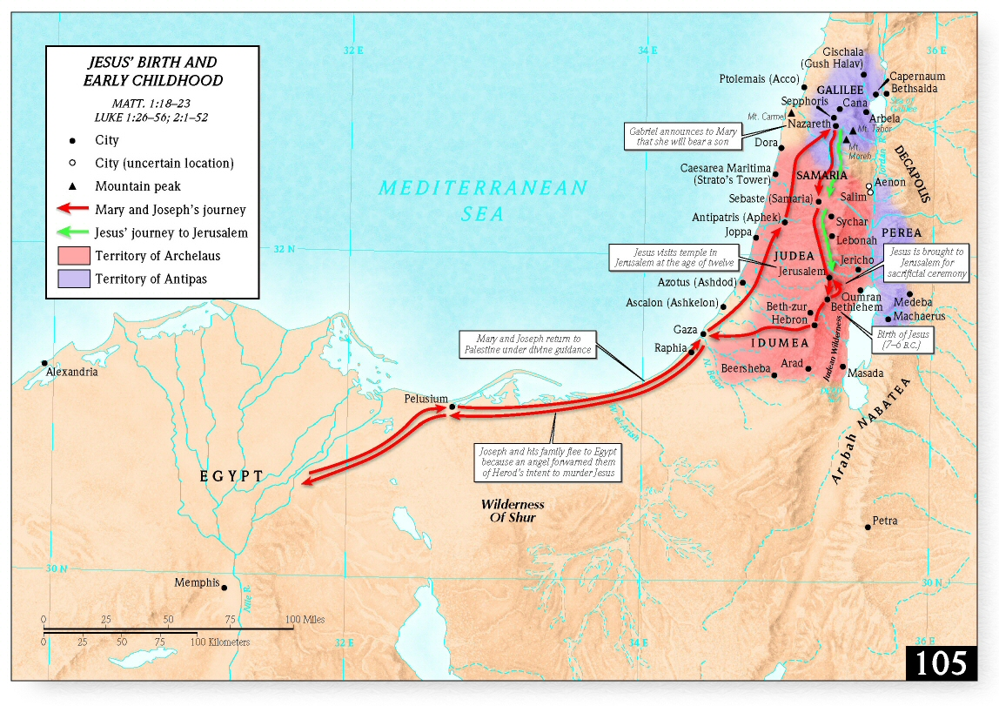 JESUS' BIRTH AND
EARLY CHILDHOOD
MATT. 1:18–23
LUKE 1:26–56; 2:1–52
City
City (uncertain location)
Mountain peak
Mary and Joseph's journey
Jesus' journey to Jerusalem
Territory of Archelaus
Territory of Antipas
32 E
34 E
36 E
MEDITERRANEAN
SEA
32 N
Gischala
(Gush Halav)
Ptolemais (Acco)
Capernaum
Bethsaida
GALILEE
Sea of
Galilee
Sepphoris
Cana
Mt. Carmel
Arbela
Nazareth
Mt. Tabor
Gabriel announces to Mary
that she will bear a son
Dora
Mt.
Moreh
Jordan R.
DECAPOLIS
Caesarea Maritima
(Strato's Tower)
SAMARIA
Aenon
Salim
Sebaste (Samaria)
Antipatris (Aphek)
Sychar
Joppa
Lebonah
PEREA
Jesus visits temple in
Jerusalem at the age of twelve
JUDEA
Jericho
Jesus is brought to
Jerusalem for
sacrificial ceremony
Jerusalem
Azotus (Ashdod)
Qumran
Medeba
Ascalon (Ashkelon)
Beth-zur
Bethlehem
Machaerus
Hebron
Gaza
Birth of Jesus
(7–6 B.C.)
Mary and Joseph return to
Palestine under divine guidance
IDUMEA
Judean Wilderness
Raphia
N. Besor
Beersheba
Arad
Masada
Alexandria
Pelusium
W. el-Arish
Arabah
NABATEA
Joseph and his family flee to Egypt
because an angel forewarned them
of Herod's intent to murder Jesus
EGYPT
Wilderness
Of Shur
Petra
30 N
30 N
Memphis
Nile R.
0 25 50 75 100 Miles
0 25 50 75 100 Kilometers
32 E
34 E
36 E
105